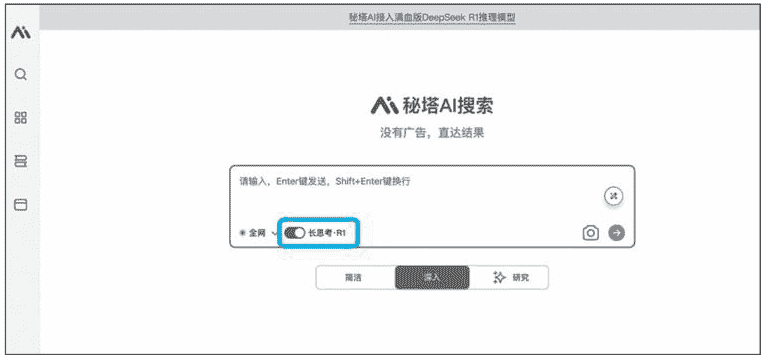 秘塔AI接入满血版DeepSeek R1推理模型
秘塔AI搜索
没有广告，直达结果
请输入，Enter键发送，Shift+Enter键换行
全网 长思考·R1
简洁 深入 研究